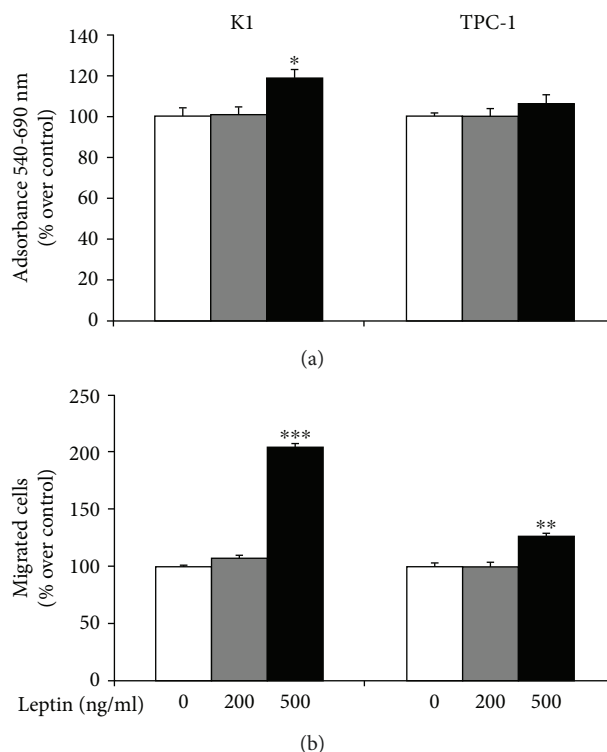 K1 TPC-1
Adsorbance 540-690 nm
(% over control)
140
120
100
80
60
40
20
0
*
(a)
Migrated cells
(% over control)
250
200
150
100
50
0
***
**
Leptin (ng/ml) 0 200 500 0 200 500
(b)